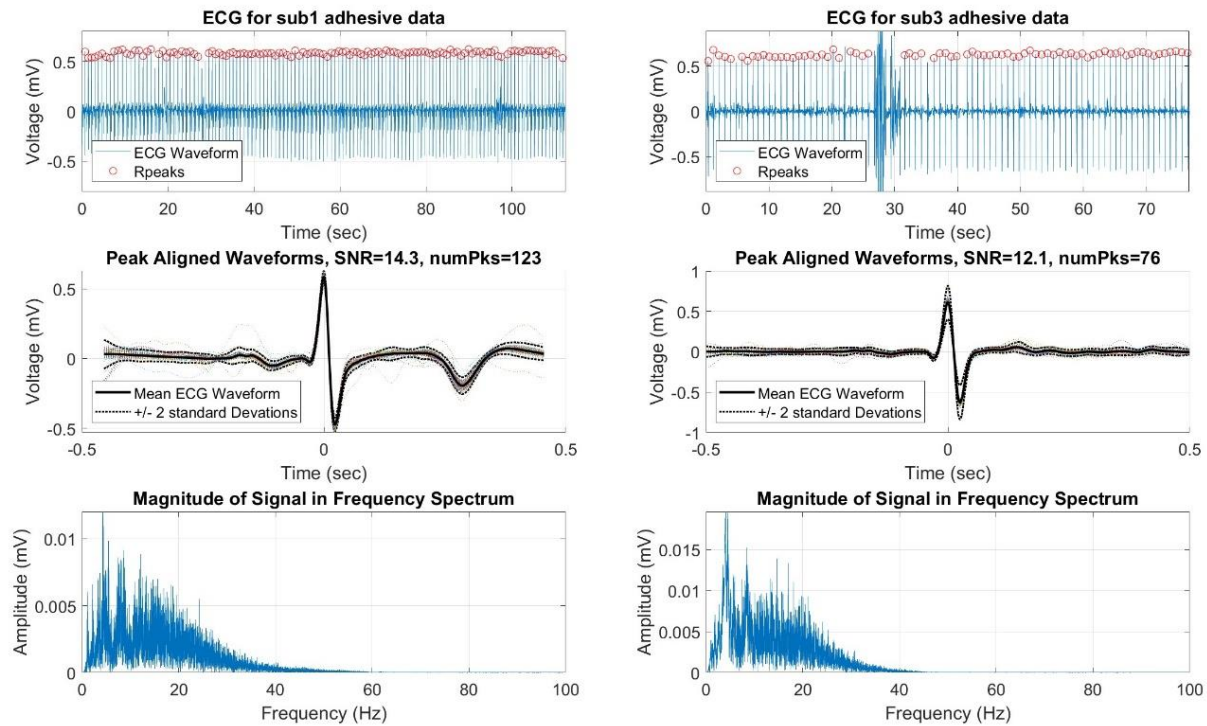 ECG for sub1 adhesive data
Voltage (mV)
0.5
0
-0.5
ECG Waveform
Rpeaks
0 20 40 60 80 100
Time (sec)
ECG for sub3 adhesive data
Voltage (mV)
0.5
0
-0.5
ECG Waveform
Rpeaks
0 10 20 30 40 50 60 70
Time (sec)
Peak Aligned Waveforms, SNR=14.3, numPks=123
Voltage (mV)
0.5
0
-0.5
Mean ECG Waveform
+/- 2 standard Devations
-0.5 0 0.5
Time (sec)
Peak Aligned Waveforms, SNR=12.1, numPks=76
Voltage (mV)
1
0.5
0
-0.5
-1
Mean ECG Waveform
+/- 2 standard Devations
-0.5 0 0.5
Time (sec)
Magnitude of Signal in Frequency Spectrum
Amplitude (mV)
0.01
0.005
0
0 20 40 60 80 100
Frequency (Hz)
Magnitude of Signal in Frequency Spectrum
Amplitude (mV)
0.015
0.01
0.005
0
0 20 40 60 80 100
Frequency (Hz)